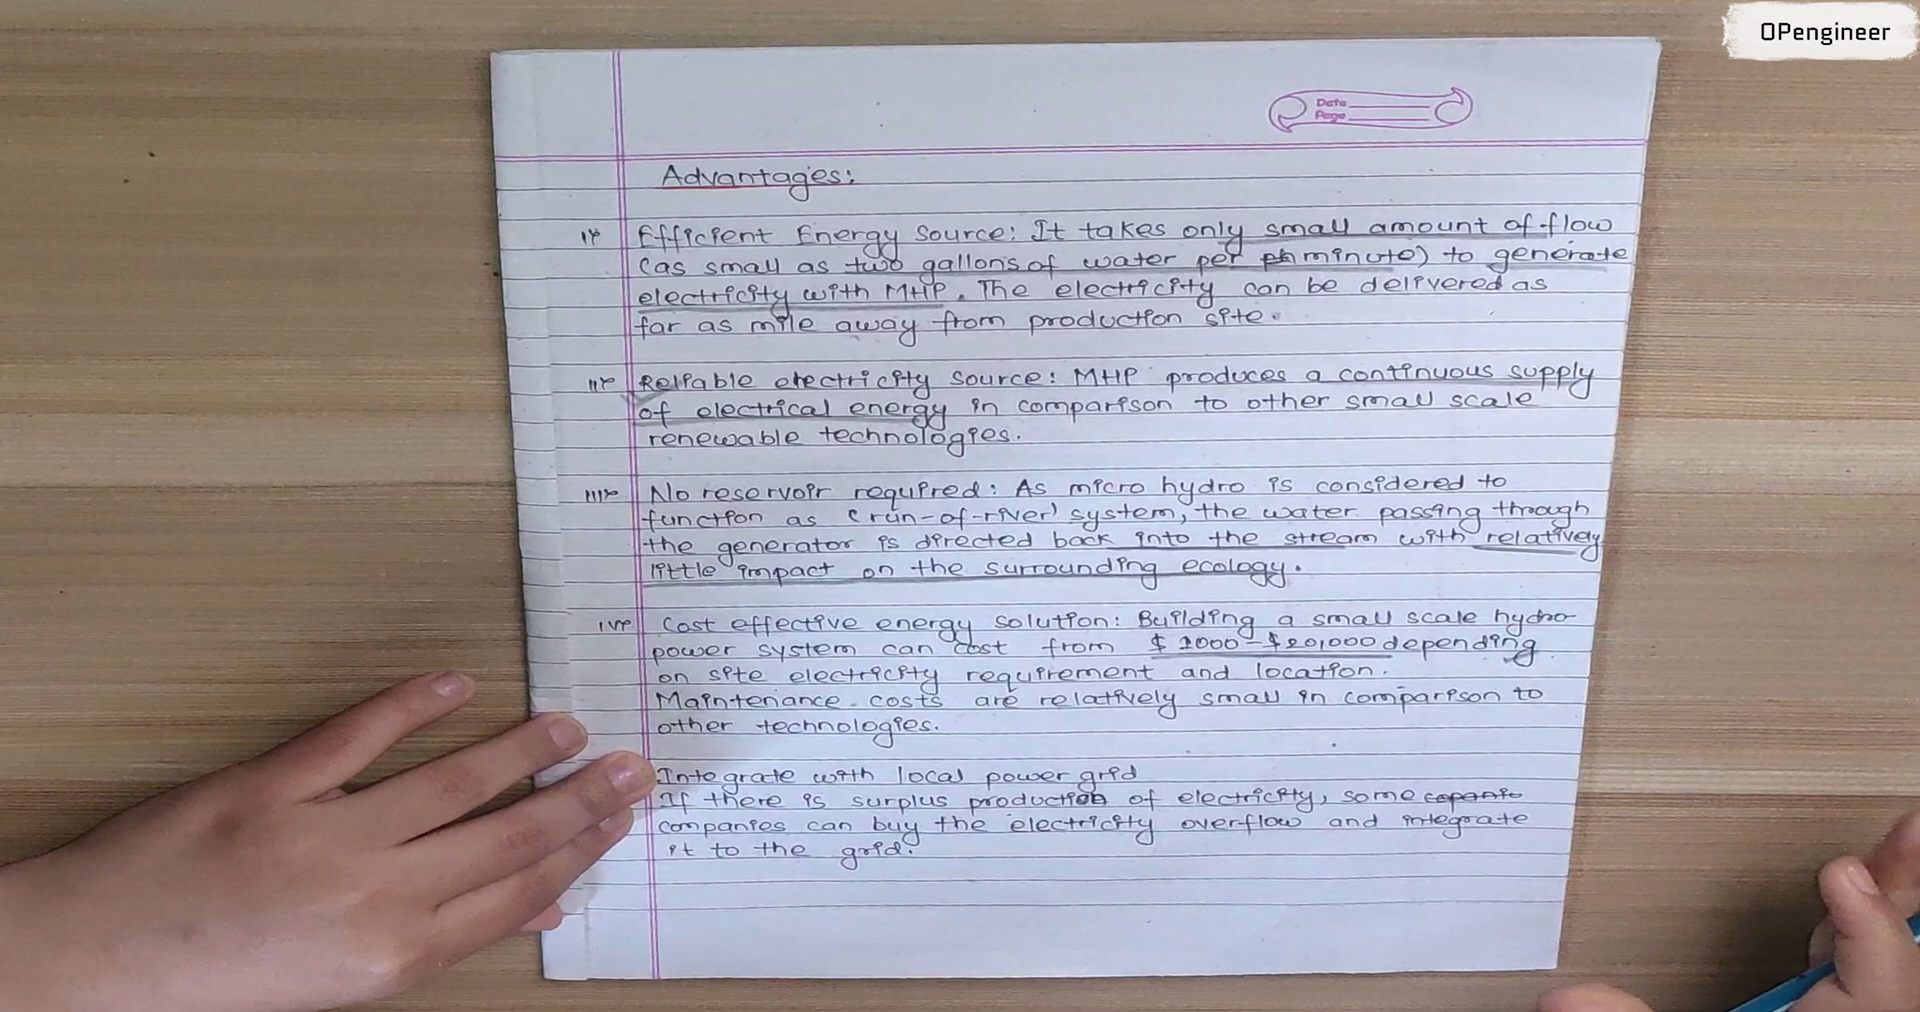 OPengineer
Date
Page
Advantages:
i) Efficient Energy Source: It takes only small amount of flow
(as small as two gallons of water per minute) to generate
electricity with MHP. The electricity can be delivered as
far as mile away from production site.
ii) Reliable electricity source: MHP produces a continuous supply
of electrical energy in comparison to other small scale
renewable technologies.
iii) No reservoir required: As micro hydro is considered to
function as 'run-of-river' system, the water passing through
the generator is directed back into the stream with relatively
little impact on the surrounding ecology.
iv) Cost effective energy solution: Building a small scale hydro
power system can cost from $ 1000 - $20,000 depending
on site electricity requirement and location.
Maintenance costs are relatively small in comparison to
other technologies.
Integrate with local power grid
If there is surplus production of electricity, some
companies can buy the electricity overflow and integrate
it to the grid.